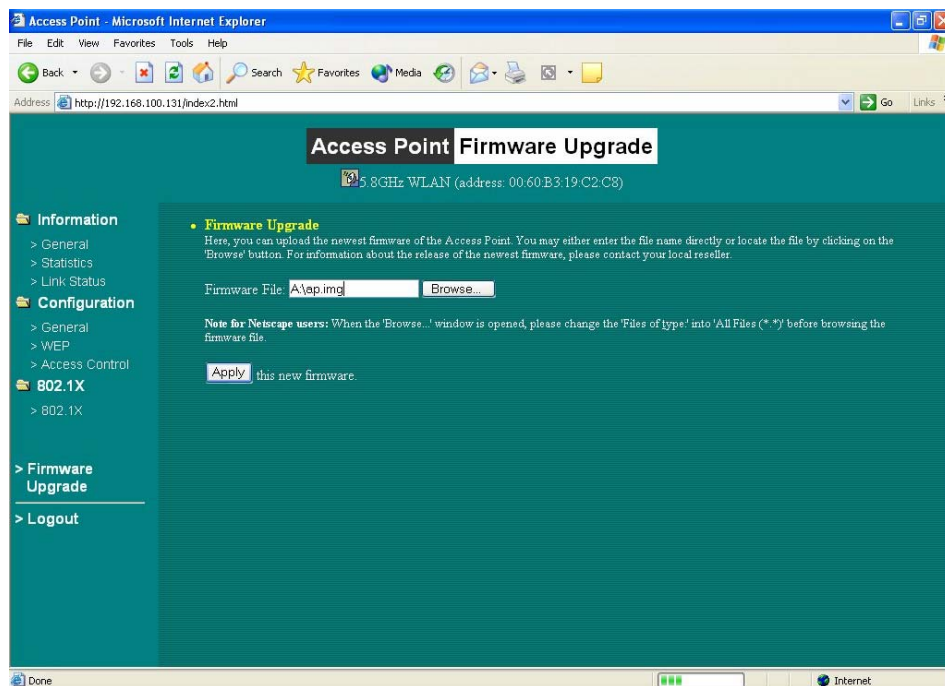 Access Point - Microsoft Internet Explorer
File Edit View Favorites Tools Help
Back Search Favorites Media
Address http://192.168.100.131/index2.html Go Links
Access Point Firmware Upgrade
5.8GHz WLAN (address: 00:60:B3:19:C2:C8)
Information
> General
> Statistics
> Link Status
Configuration
> General
> WEP
> Access Control
802.1X
> 802.1X
> Firmware
Upgrade
> Logout
Firmware Upgrade
Here, you can upload the newest firmware of the Access Point. You may either enter the file name directly or locate the file by clicking on the
'Browse' button. For information about the release of the newest firmware, please contact your local reseller.
Firmware File: A:\ap.img Browse...
Note for Netscape users: When the 'Browse...' window is opened, please change the 'Files of type:' into 'All Files (*.*)' before browsing the
firmware file.
Apply this new firmware.
Done Internet